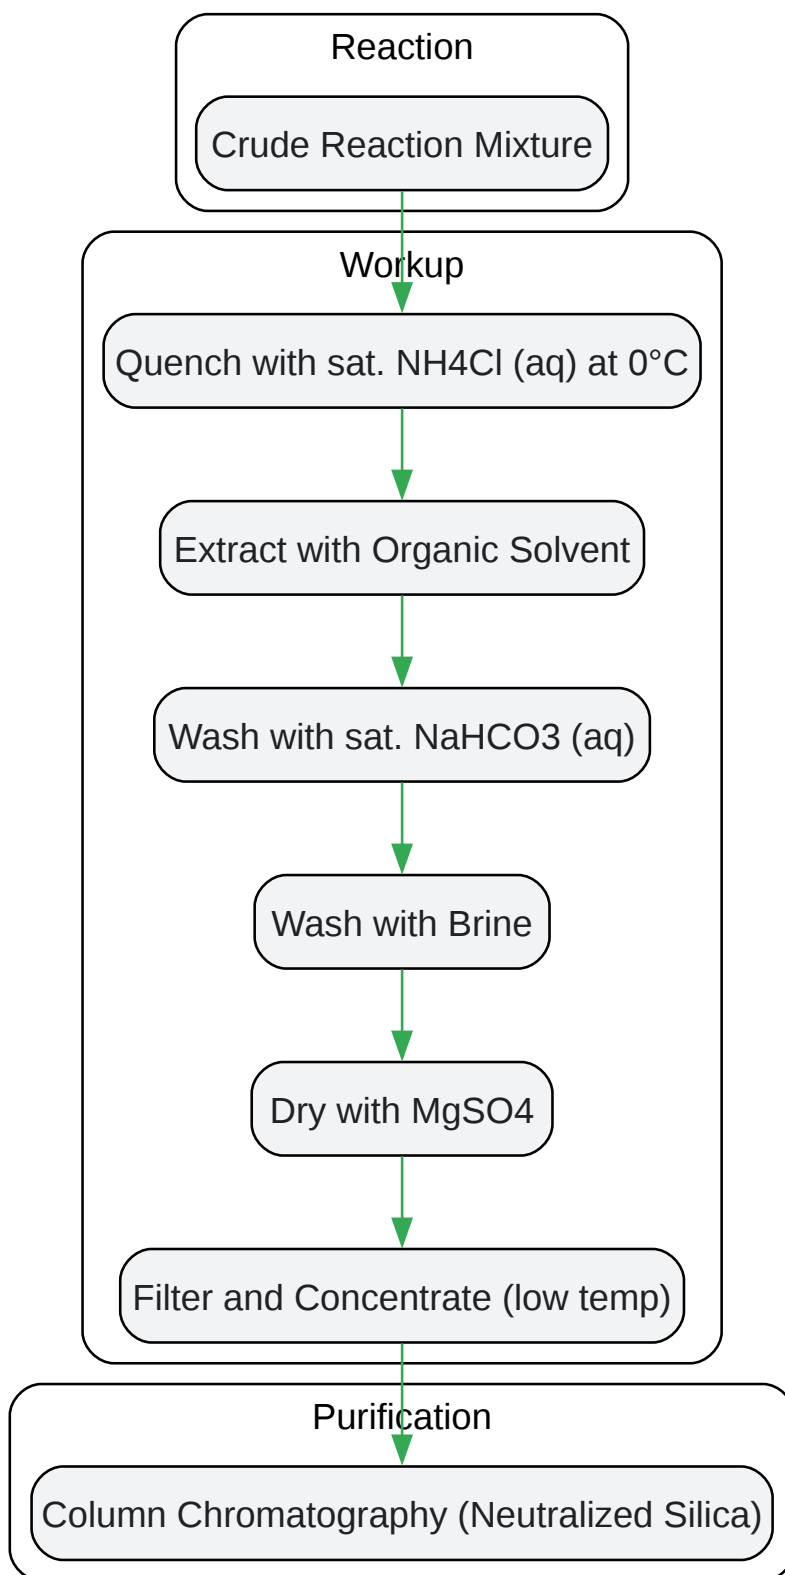 Reaction
Crude Reaction Mixture
Workup
Quench with sat. NH4Cl (aq) at 0°C
Extract with Organic Solvent
Wash with sat. NaHCO3 (aq)
Wash with Brine
Dry with MgSO4
Filter and Concentrate (low temp)
Purification
Column Chromatography (Neutralized Silica)